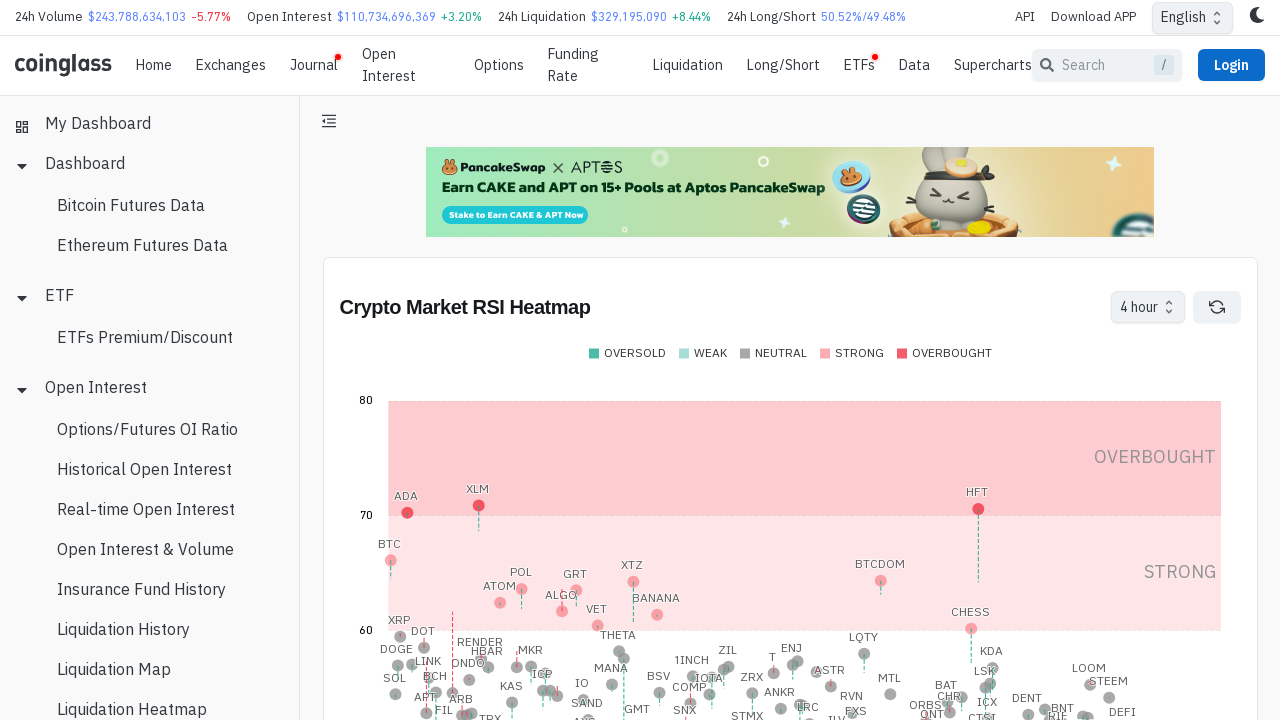 24h Volume $243,788,634,103 -5.77% Open Interest $110,734,696,369 +3.20% 24h Liquidation $329,195,090 +8.44% 24h Long/Short 50.52%/49.48% API Download APP English
coinglass Home Exchanges Journal Open Interest Options Funding Rate Liquidation Long/Short ETFs Data Supercharts Search / Login
My Dashboard
Dashboard
Bitcoin Futures Data
Ethereum Futures Data
ETF
ETFs Premium/Discount
Open Interest
Options/Futures OI Ratio
Historical Open Interest
Real-time Open Interest
Open Interest & Volume
Insurance Fund History
Liquidation History
Liquidation Map
Liquidation Heatmap
PancakeSwap × APTOS
Earn CAKE and APT on 15+ Pools at Aptos PancakeSwap
Stake to Earn CAKE & APT Now
Crypto Market RSI Heatmap
4 hour
OVERSOLD WEAK NEUTRAL STRONG OVERBOUGHT
80
OVERBOUGHT
XLM HFT
ADA
70
BTC
BTCDOM
XTZ
POL GRT
STRONG
ATOM
ALGO BANANA
VET CHESS
XRP
60
DOT
THETA LQTY
RENDER
DOGE HBAR MKR ZIL ENJ KDA
LINK ONDO 1INCH T
MANA ASTR LSK LOOM
SOL BCH ICP IOTA BSV ZRX MTL STEEM
KAS IO COMP ANKR BAT
APT ARB SAND RVN CHR DENT
FIL GMT SNX LRC FXS ORBS ICX BNT DEFI
TRX STMX QNT CTSI RIF